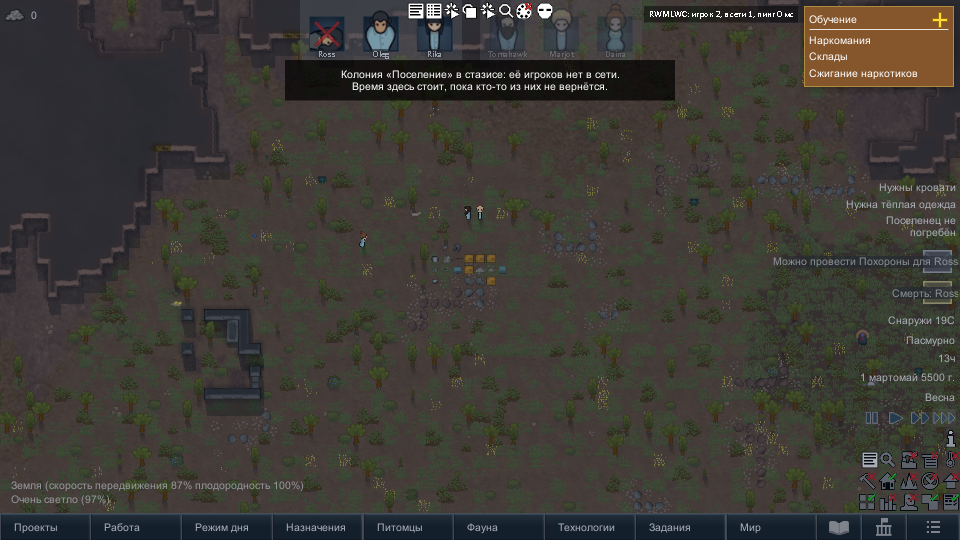 0
RWMLWC: игрок 2, в сети 1, пинг 0 мс
Обучение
Наркомания
Склады
Сжигание наркотиков
Ross
Oleg
Rika
Tomahawk
Marjot
Daina
Колония «Поселение» в стазисе: её игроков нет в сети.
Время здесь стоит, пока кто-то из них не вернётся.
Нужны кровати
Нужна тёплая одежда
Поселенец не
погребён
Можно провести Похороны для Ross
Смерть: Ross
Снаружи 19C
Пасмурно
13ч
1 мартомай 5500 г.
Весна
Земля (скорость передвижения 87% плодородность 100%)
Очень светло (97%)
Проекты
Работа
Режим дня
Назначения
Питомцы
Фауна
Технологии
Задания
Мир